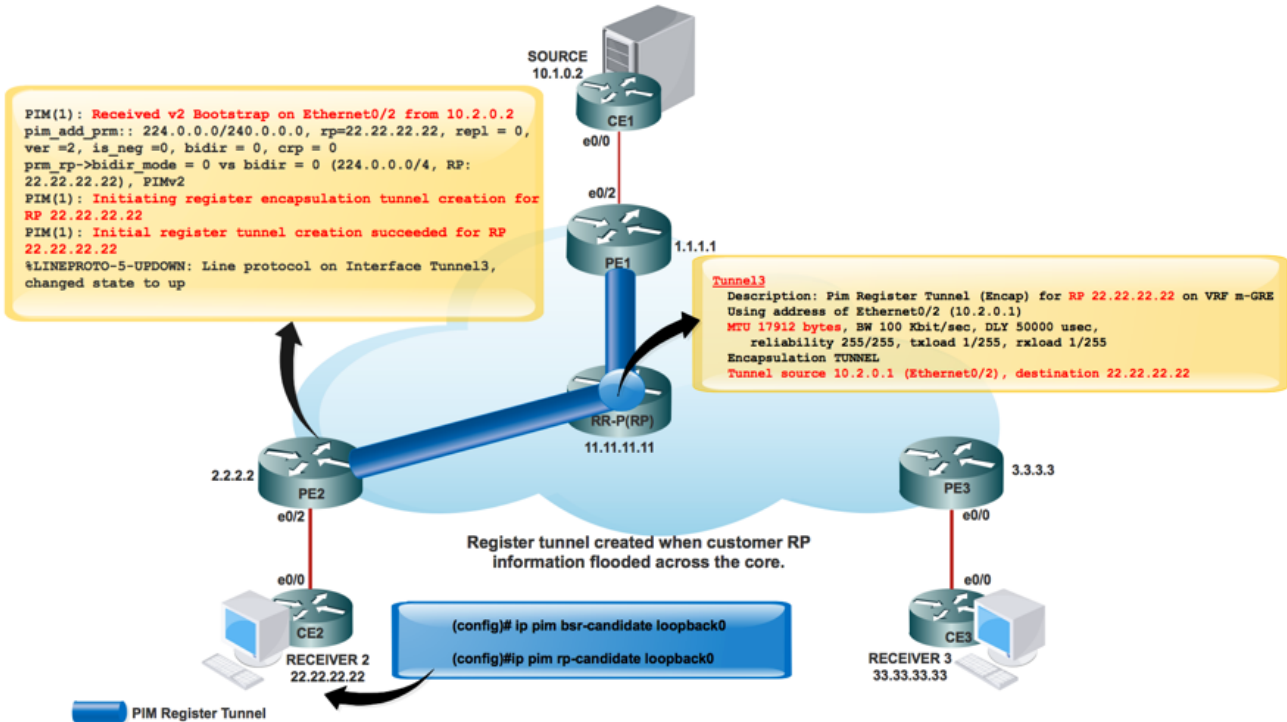 SOURCE
10.1.0.2
CE1
e0/0
PIM(1): Received v2 Bootstrap on Ethernet0/2 from 10.2.0.2
pim_add_prm:: 224.0.0.0/240.0.0.0, rp=22.22.22.22, repl = 0,
ver =2, is_neg =0, bidir = 0, crp = 0
prm_rp->bidir_mode = 0 vs bidir = 0 (224.0.0.0/4, RP:
22.22.22.22), PIMv2
PIM(1): Initiating register encapsulation tunnel creation for
RP 22.22.22.22
PIM(1): Initial register tunnel creation succeeded for RP
22.22.22.22
%LINEPROTO-5-UPDOWN: Line protocol on Interface Tunnel3,
changed state to up
e0/2
PE1
1.1.1.1
Tunnel3
Description: Pim Register Tunnel (Encap) for RP 22.22.22.22 on VRF m-GRE
Using address of Ethernet0/2 (10.2.0.1)
MTU 17912 bytes, BW 100 Kbit/sec, DLY 50000 usec,
reliability 255/255, txload 1/255, rxload 1/255
Encapsulation TUNNEL
Tunnel source 10.2.0.1 (Ethernet0/2), destination 22.22.22.22
RR-P(RP)
11.11.11.11
2.2.2.2
PE2
e0/2
PE3
3.3.3.3
e0/0
Register tunnel created when customer RP
information flooded across the core.
e0/0
CE2
RECEIVER 2
22.22.22.22
(config)# ip pim bsr-candidate loopback0
(config)#ip pim rp-candidate loopback0
e0/0
CE3
RECEIVER 3
33.33.33.33
PIM Register Tunnel